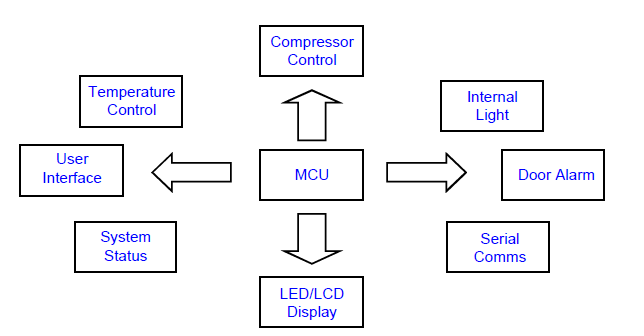 Compressor
Control
Temperature
Control
Internal
Light
User
Interface
MCU
Door Alarm
System
Status
Serial
Comms
LED/LCD
Display